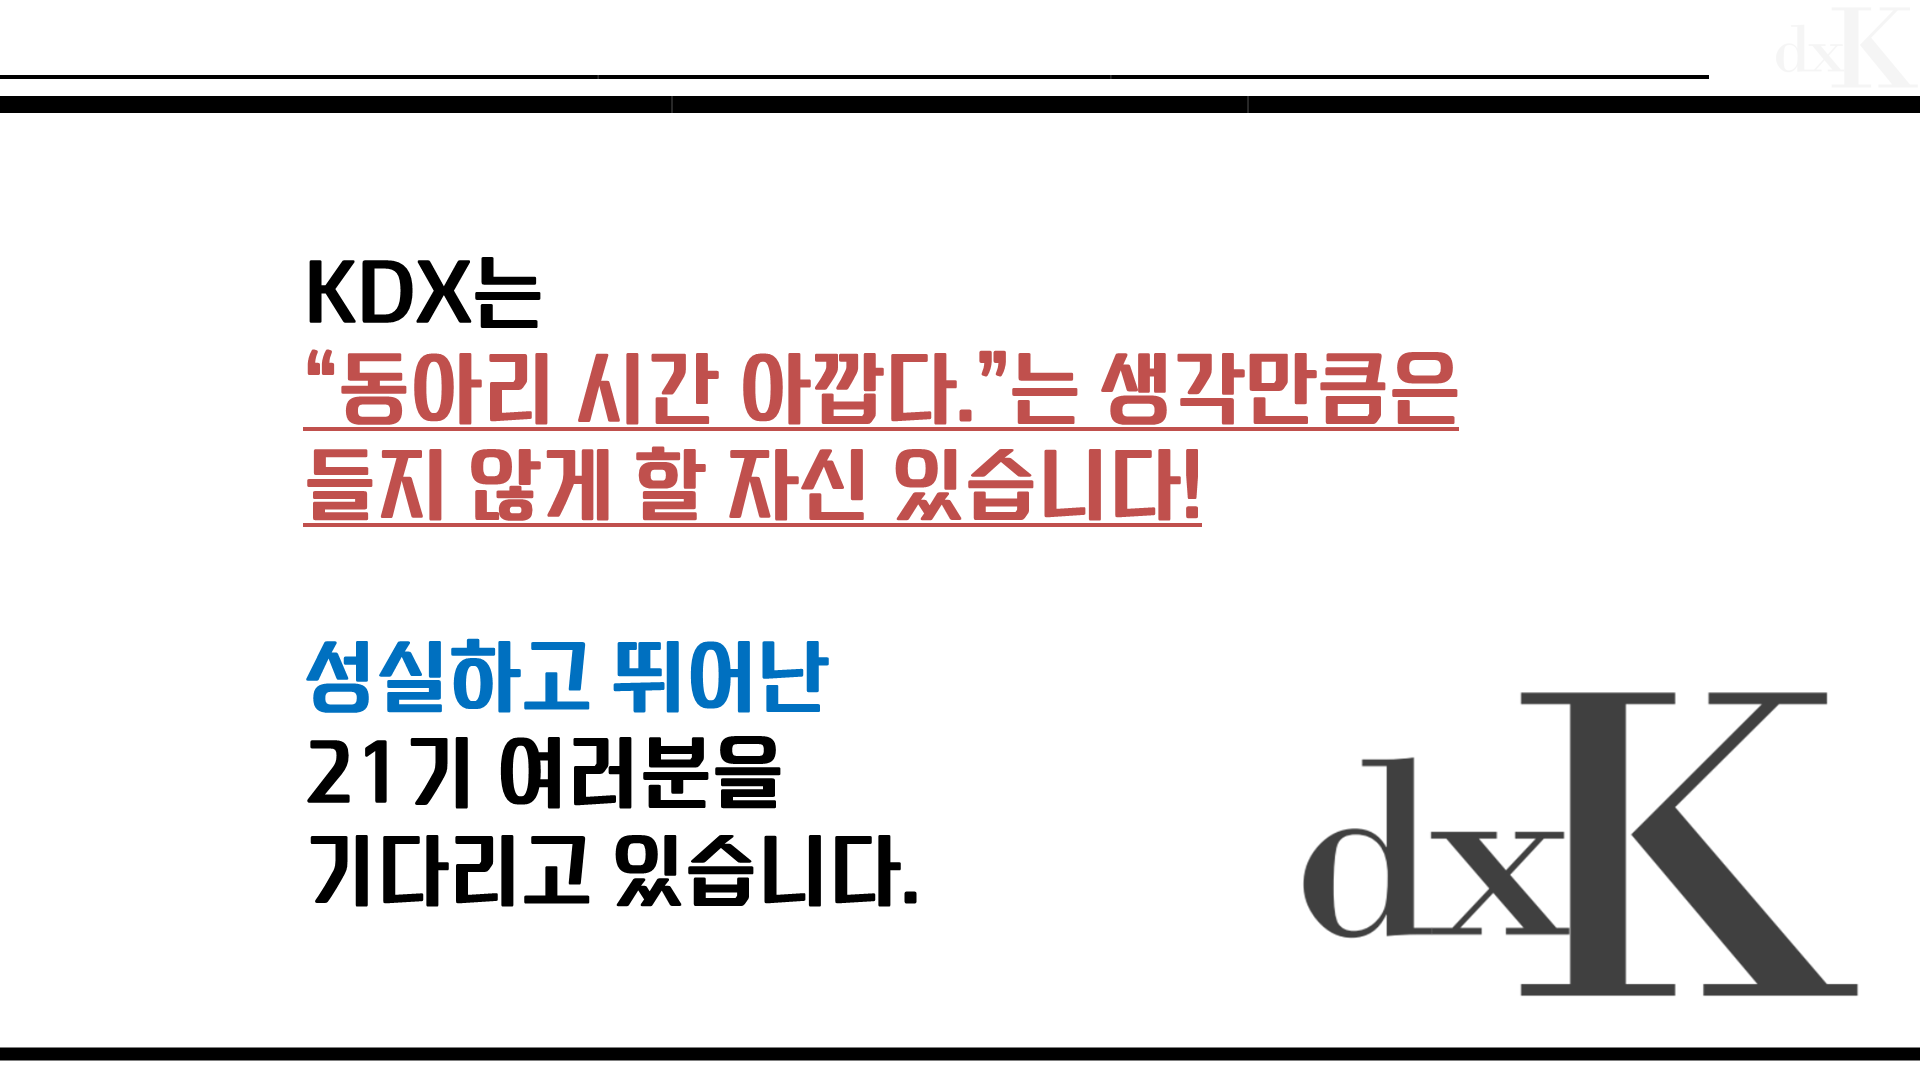 dxK
KDX는
“동아리 시간 아깝다.”는 생각만큼은
들지 않게 할 자신 있습니다!
성실하고 뛰어난
21기 여러분을
기다리고 있습니다.
dxK